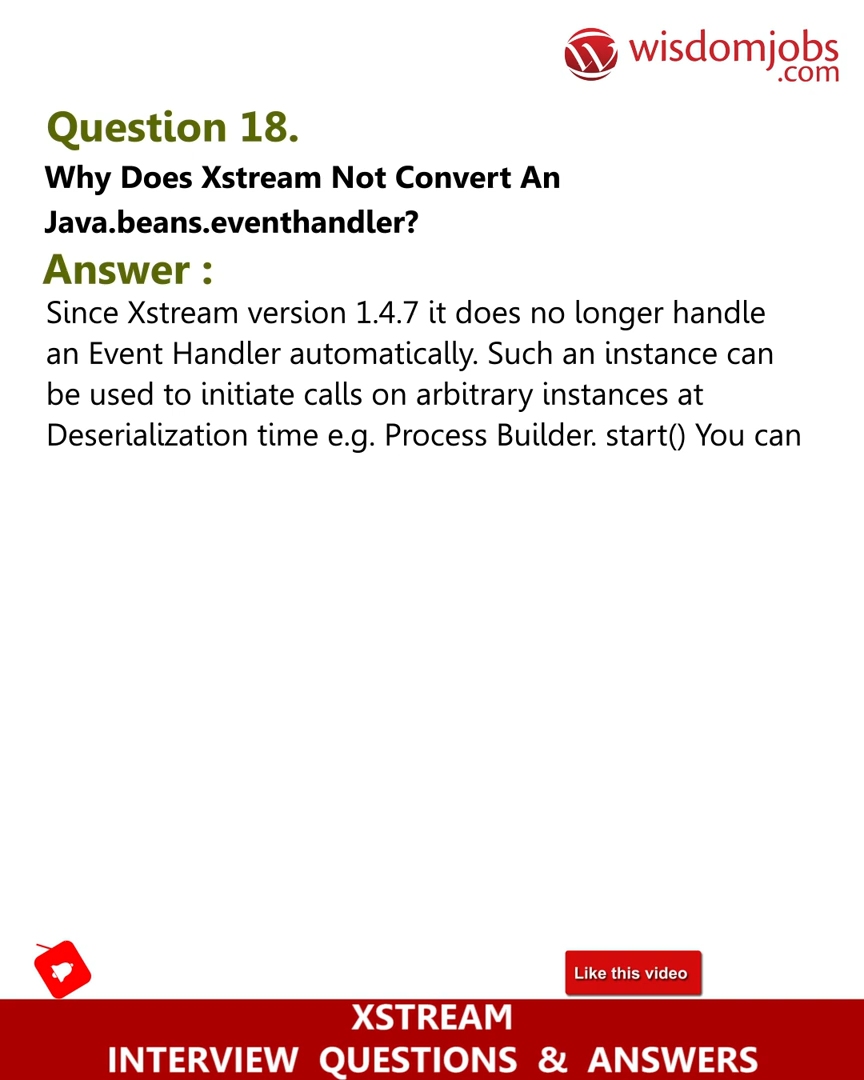 wisdomjobs
.com
Question 18.
Why Does Xstream Not Convert An
Java.beans.eventhandler?
Answer :
Since Xstream version 1.4.7 it does no longer handle
an Event Handler automatically. Such an instance can
be used to initiate calls on arbitrary instances at
Deserialization time e.g. Process Builder. start() You can
Like this video
XSTREAM
INTERVIEW QUESTIONS & ANSWERS